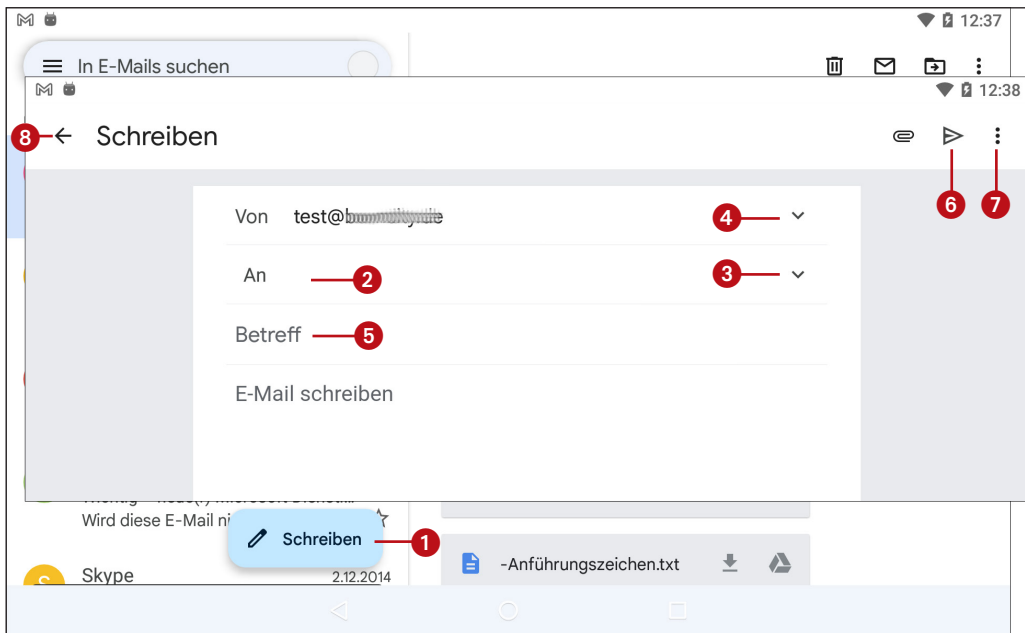 12:37
In E-Mails suchen
12:38
8 Schreiben
6 7
Von test@ 4
An 2 3
Betreff 5
E-Mail schreiben
Wird diese E-Mail
Schreiben 1
-Anführungszeichen.txt
Skype 2.12.2014